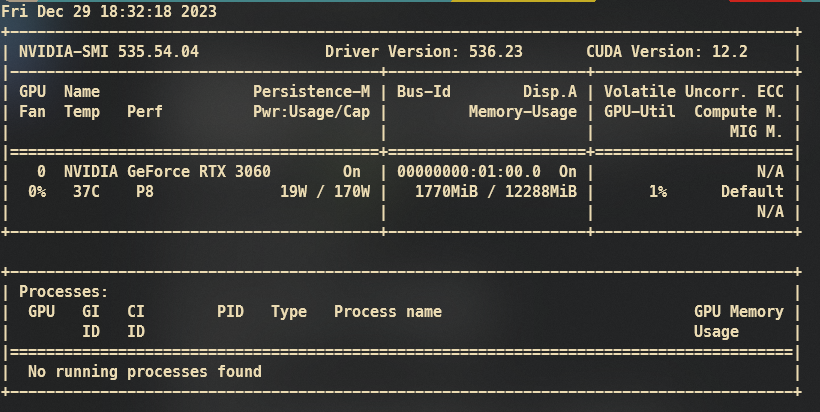 Fri Dec 29 18:32:18 2023
+---------------------------------------------------------------------------------------+
| NVIDIA-SMI 535.54.04              Driver Version: 536.23       CUDA Version: 12.2     |
|-----------------------------------------+----------------------+----------------------+
| GPU  Name                 Persistence-M | Bus-Id        Disp.A | Volatile Uncorr. ECC |
| Fan  Temp   Perf          Pwr:Usage/Cap |         Memory-Usage | GPU-Util  Compute M. |
|                                         |                      |               MIG M. |
|=========================================+======================+======================|
|   0  NVIDIA GeForce RTX 3060        On  | 00000000:01:00.0  On |                  N/A |
|  0%   37C    P8              19W / 170W |   1770MiB / 12288MiB |      1%      Default |
|                                         |                      |                  N/A |
+-----------------------------------------+----------------------+----------------------+

+---------------------------------------------------------------------------------------+
| Processes:                                                                            |
|  GPU   GI   CI        PID   Type   Process name                            GPU Memory |
|        ID   ID                                                             Usage      |
|=======================================================================================|
|  No running processes found                                                           |
+---------------------------------------------------------------------------------------+